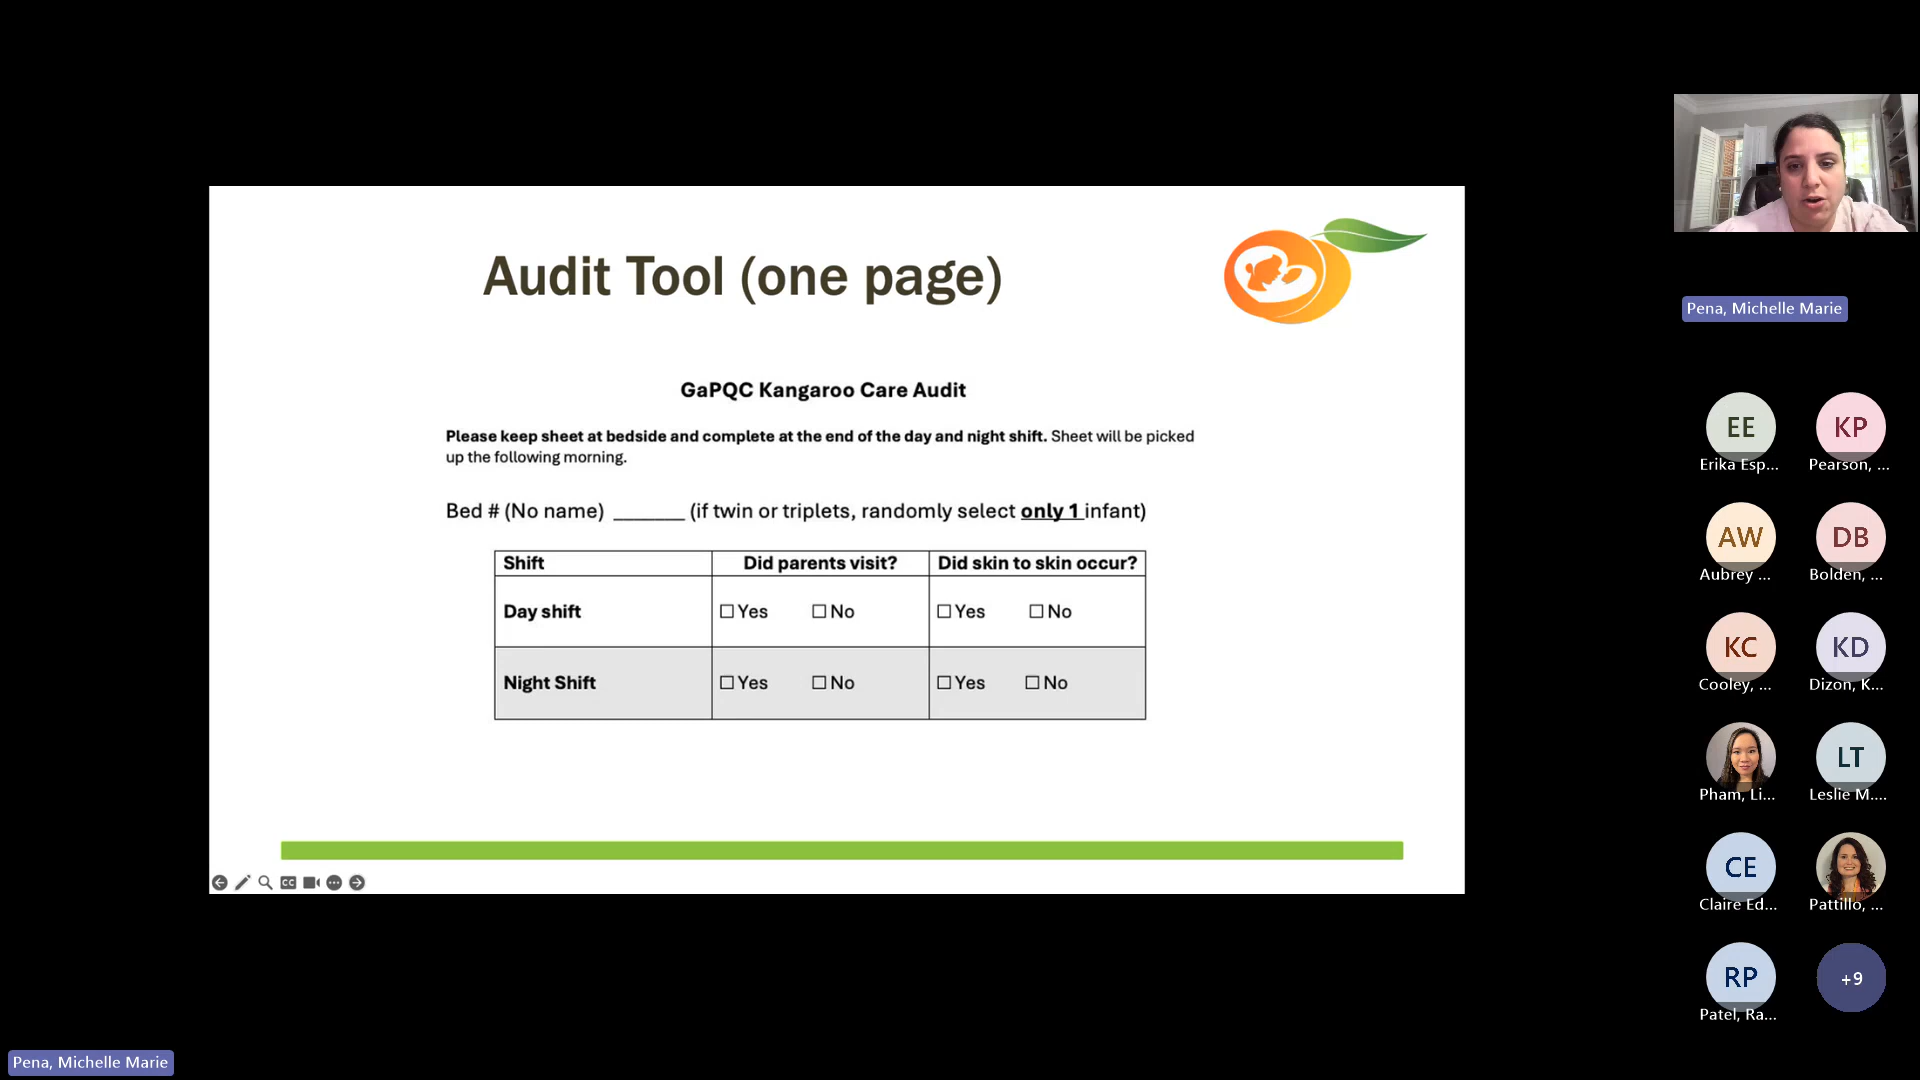 Audit Tool (one page)
GaPQC Kangaroo Care Audit
Please keep sheet at bedside and complete at the end of the day and night shift. Sheet will be picked
up the following morning.
Bed # (No name) _______ (if twin or triplets, randomly select only 1 infant)
Shift Did parents visit? Did skin to skin occur?
Day shift ☐ Yes ☐ No ☐ Yes ☐ No
Night Shift ☐ Yes ☐ No ☐ Yes ☐ No
CC
Pena, Michelle Marie
EE KP
Erika Esp... Pearson, ...
AW DB
Aubrey ... Bolden, ...
KC KD
Cooley, ... Dizon, K...
LT
Pham, Li... Leslie M....
CE
Claire Ed... Pattillo, ...
RP +9
Patel, Ra...
Pena, Michelle Marie